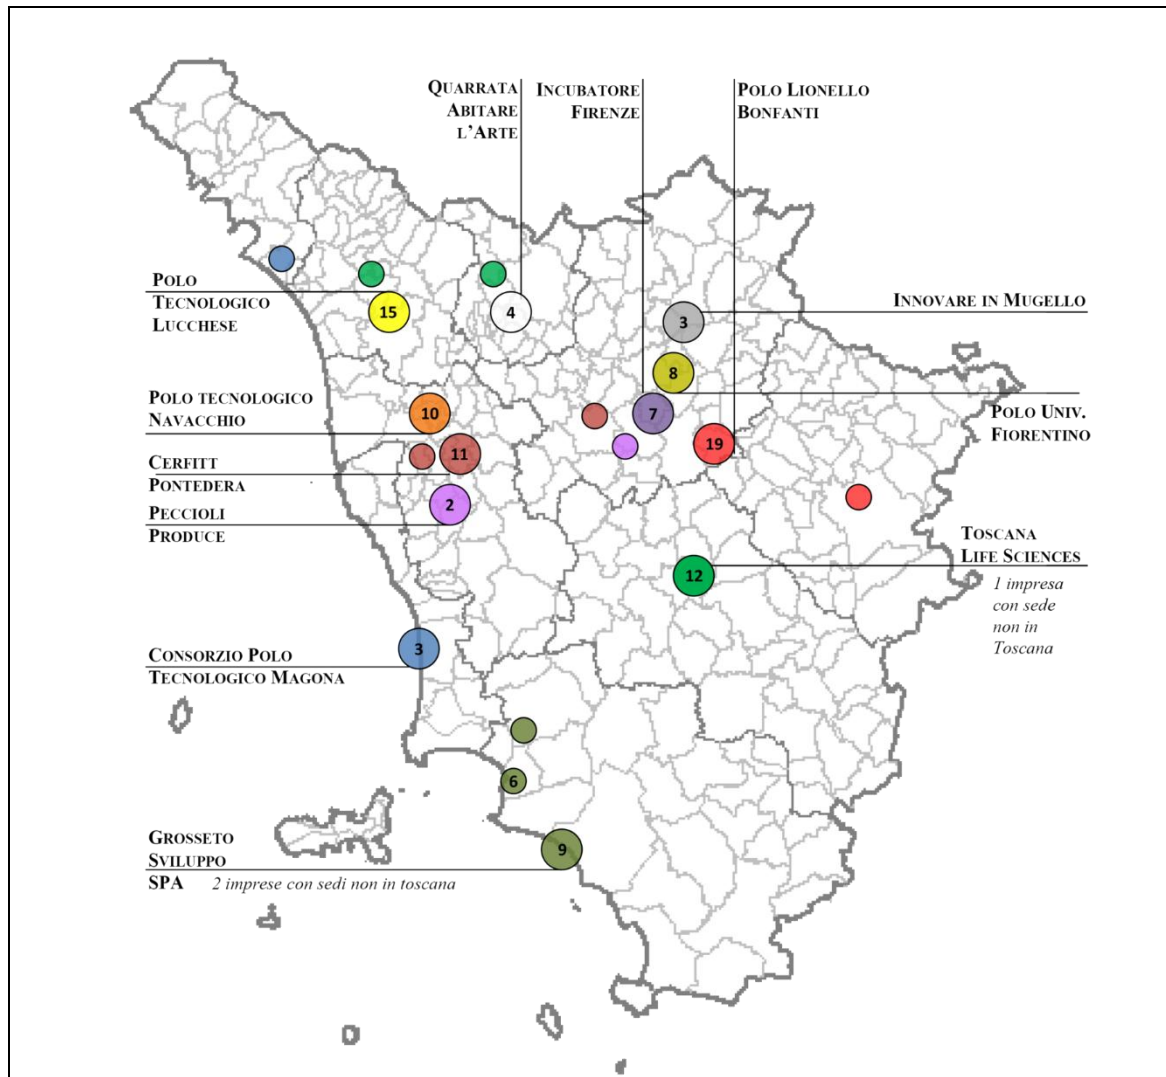 QUARRATA
ABITARE
L'ARTE
INCUBATORE
FIRENZE
POLO LIONELLO
BONFANTI
POLO
TECNOLOGICO
LUCCHESE
15
4
3
INNOVARE IN MUGELLO
8
POLO TECNOLOGICO
NAVACCHIO
10
7
POLO UNIV.
FIORENTINO
19
CERFITT
PONTEDERA
11
PECCIOLI
PRODUCE
2
TOSCANA
LIFE SCIENCES
12
1 impresa
con sede
non in
Toscana
CONSORZIO POLO
TECNOLOGICO MAGONA
3
6
GROSSETO
SVILUPPO
SPA 2 imprese con sedi non in toscana
9